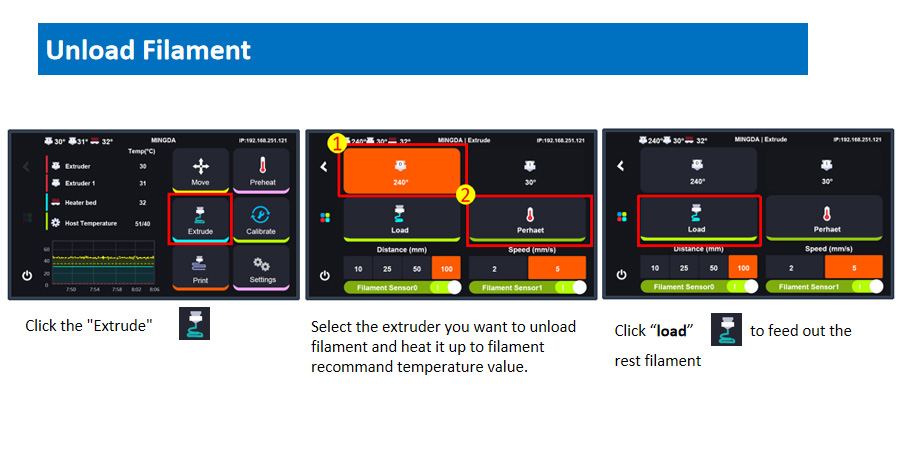 Unload Filament
30° 31° 32° MINGDA IP:192.168.251.121
Temp(°C)
Extruder 30
Extruder 1 31
Heater bed 32
Host Temperature 51/40
60
40
20
0
7:50 7:54 7:58 8:02 8:06
Move
Preheat
Extrude
Calibrate
Print
Settings
1
240° 30° 32° MINGDA | Extrude IP:192.168.251.121
0
240°
30°
2
Load
Perhaet
Distance (mm) Speed (mm/s)
10 25 50 100 2 5
Filament Sensor0 Filament Sensor1
240° 30° 32° MINGDA | Extrude IP:192.168.251.121
240°
30°
Load
Perhaet
Distance (mm) Speed (mm/s)
10 25 50 100 2 5
Filament Sensor0 Filament Sensor1
Click the "Extrude"
Select the extruder you want to unload
filament and heat it up to filament
recommand temperature value.
Click “load” to feed out the
rest filament